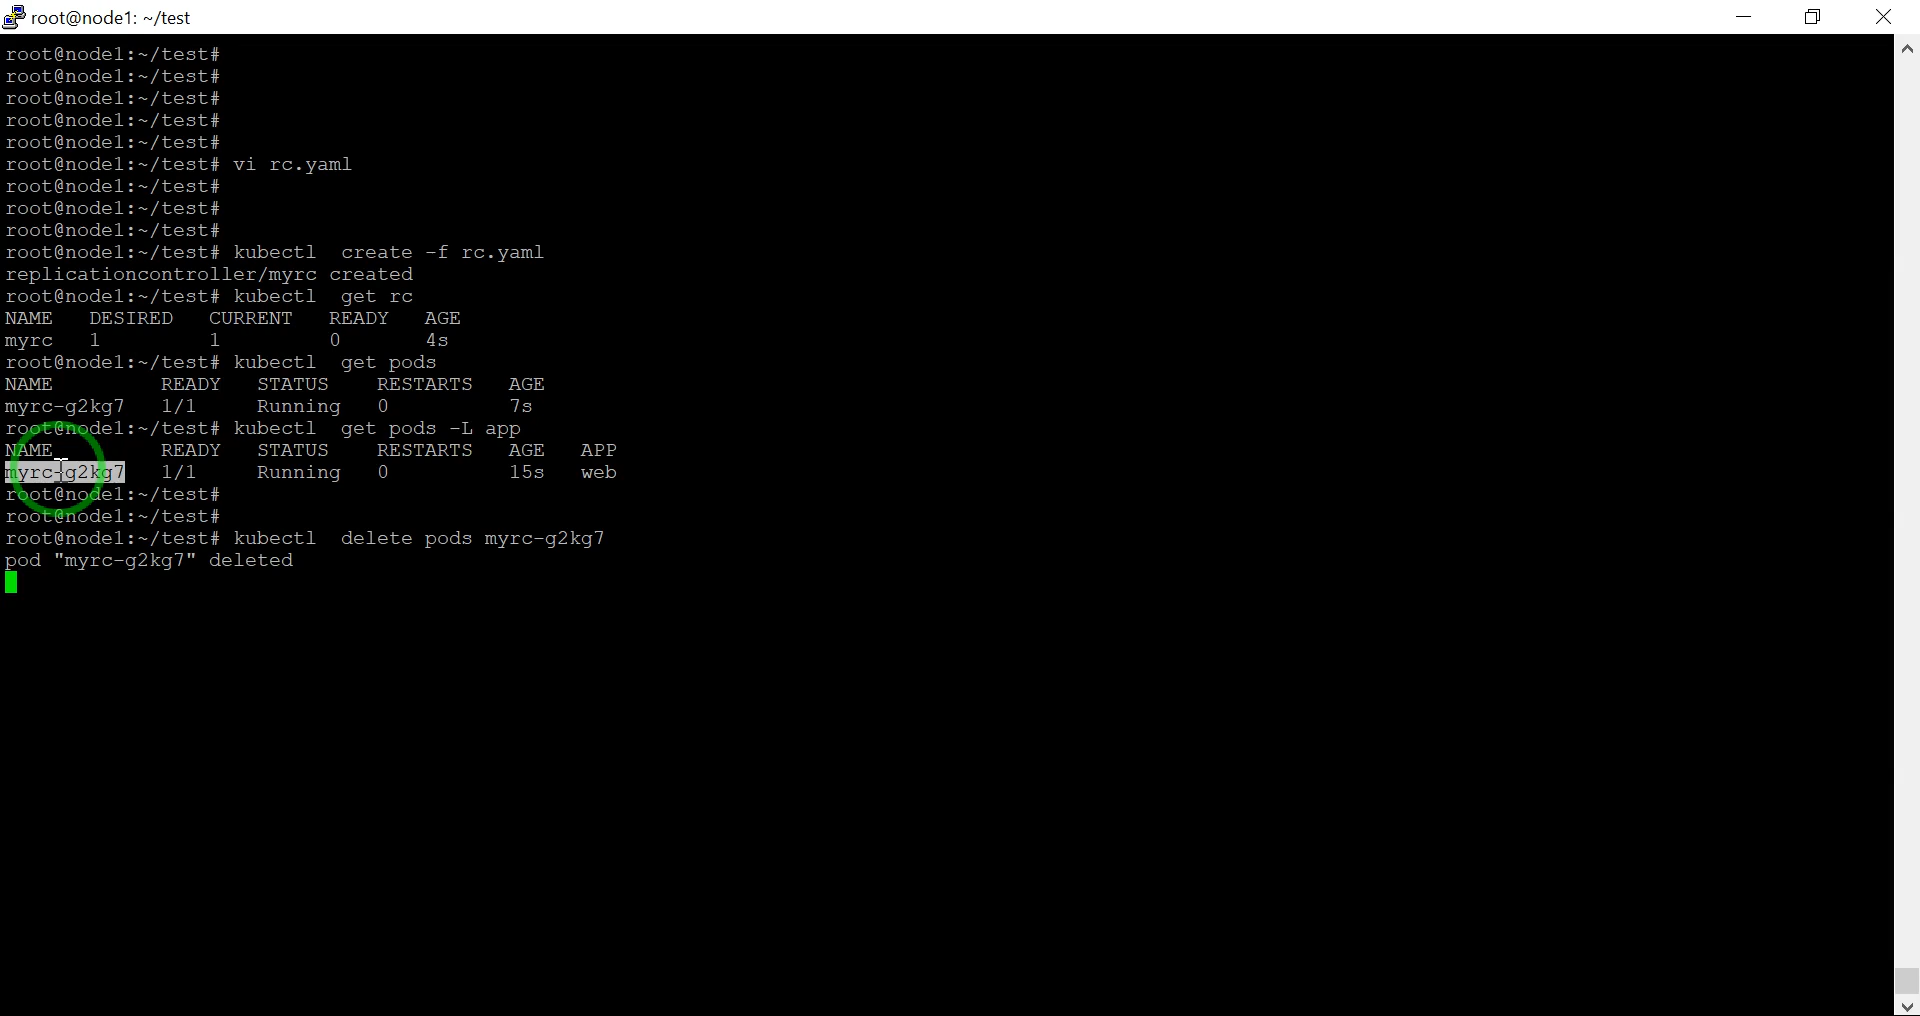 root@node1: ~/test
root@node1:~/test#
root@node1:~/test#
root@node1:~/test#
root@node1:~/test#
root@node1:~/test#
root@node1:~/test# vi rc.yaml
root@node1:~/test#
root@node1:~/test#
root@node1:~/test#
root@node1:~/test# kubectl  create -f rc.yaml
replicationcontroller/myrc created
root@node1:~/test# kubectl  get rc
NAME   DESIRED   CURRENT   READY   AGE
myrc   1         1         0       4s
root@node1:~/test# kubectl  get pods
NAME         READY   STATUS    RESTARTS   AGE
myrc-g2kg7   1/1     Running   0          7s
root@node1:~/test# kubectl  get pods -L app
NAME         READY   STATUS    RESTARTS   AGE   APP
myrc-g2kg7   1/1     Running   0          15s   web
root@node1:~/test#
root@node1:~/test#
root@node1:~/test# kubectl  delete pods myrc-g2kg7
pod "myrc-g2kg7" deleted